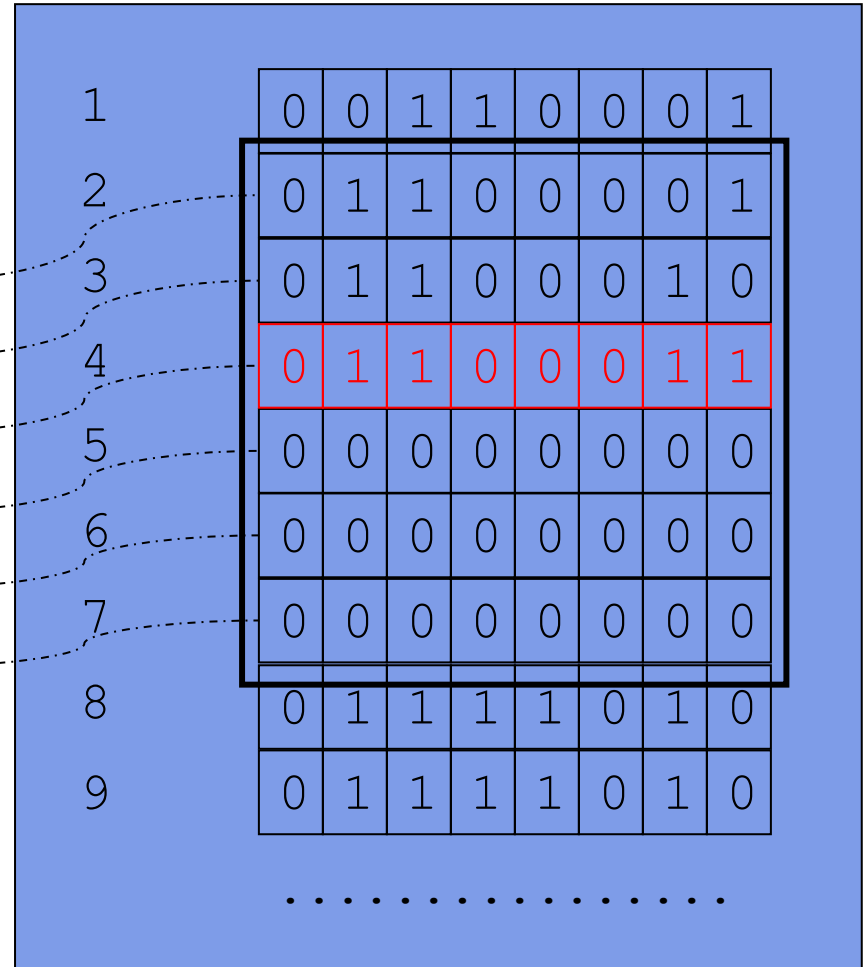 1 0 0 1 1 0 0 0 1
2 0 1 1 0 0 0 0 1
3 0 1 1 0 0 0 1 0
4 0 1 1 0 0 0 1 1
5 0 0 0 0 0 0 0 0
6 0 0 0 0 0 0 0 0
7 0 0 0 0 0 0 0 0
8 0 1 1 1 1 0 1 0
9 0 1 1 1 1 0 1 0
................